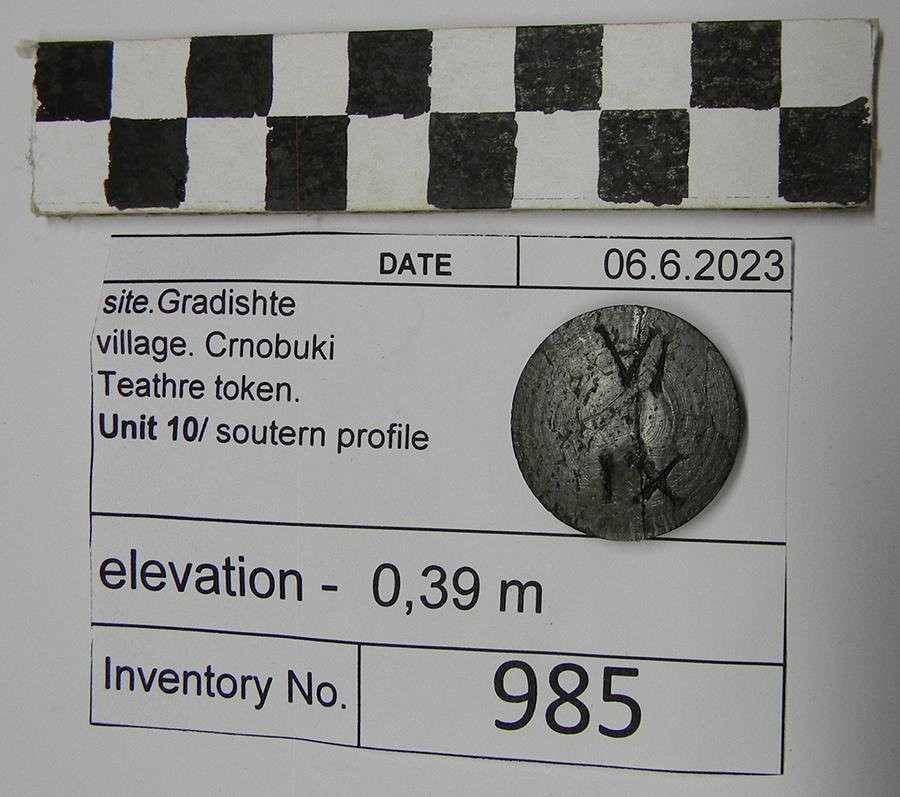 DATE 06.6.2023
site.Gradishte
village. Crnobuki
Teathre token.
Unit 10/ soutern profile
VI
IX
elevation - 0,39 m
Inventory No. 985